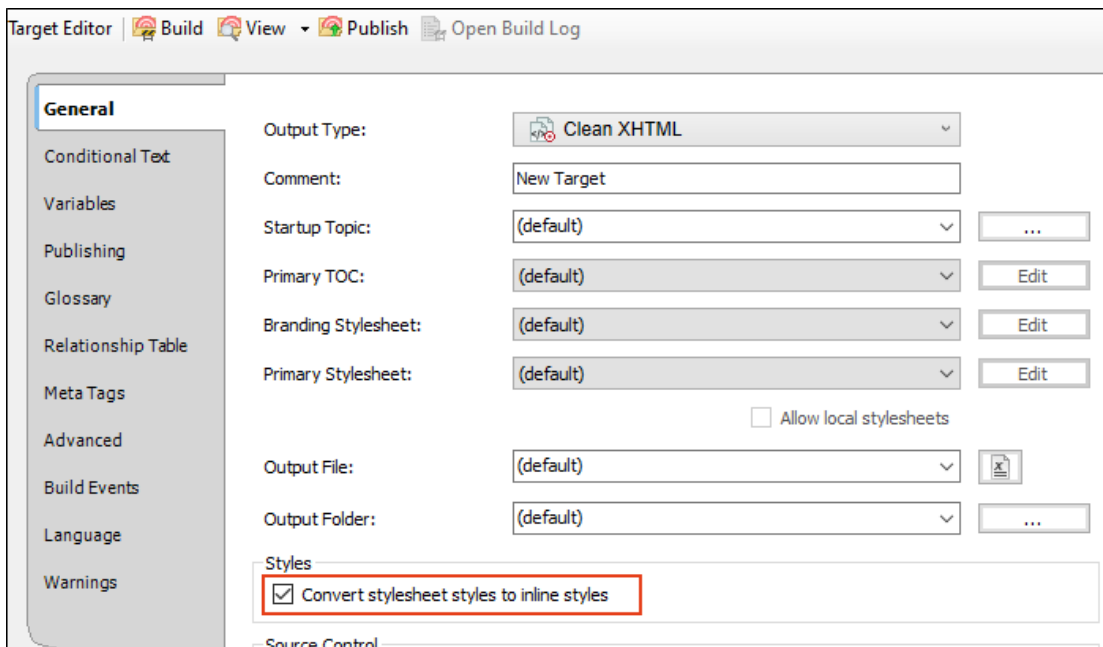 Target Editor Build View Publish Open Build Log
General
Conditional Text
Variables
Publishing
Glossary
Relationship Table
Meta Tags
Advanced
Build Events
Language
Warnings
Output Type: Clean XHTML
Comment: New Target
Startup Topic: (default) ...
Primary TOC: (default) Edit
Branding Stylesheet: (default) Edit
Primary Stylesheet: (default) Edit
Allow local stylesheets
Output File: (default)
Output Folder: (default) ...
Styles
Convert stylesheet styles to inline styles
Source Control